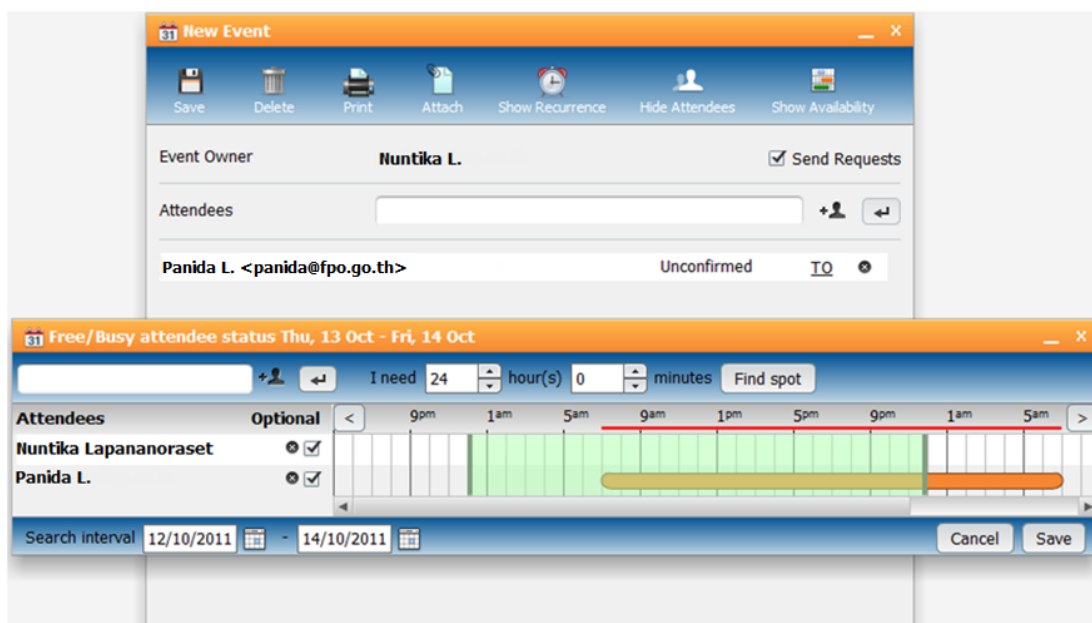 31 New Event
Save Delete Print Attach Show Recurrence Hide Attendees Show Availability
Event Owner Nuntika L. Send Requests
Attendees
Panida L. <panida@fpo.go.th> Unconfirmed TO
31 Free/Busy attendee status Thu, 13 Oct - Fri, 14 Oct
I need 24 hour(s) 0 minutes Find spot
Attendees Optional < 9pm 1am 5am 9am 1pm 5pm 9pm 1am 5am >
Nuntika Lapananoraset
Panida L.
Search interval 12/10/2011 - 14/10/2011 Cancel Save